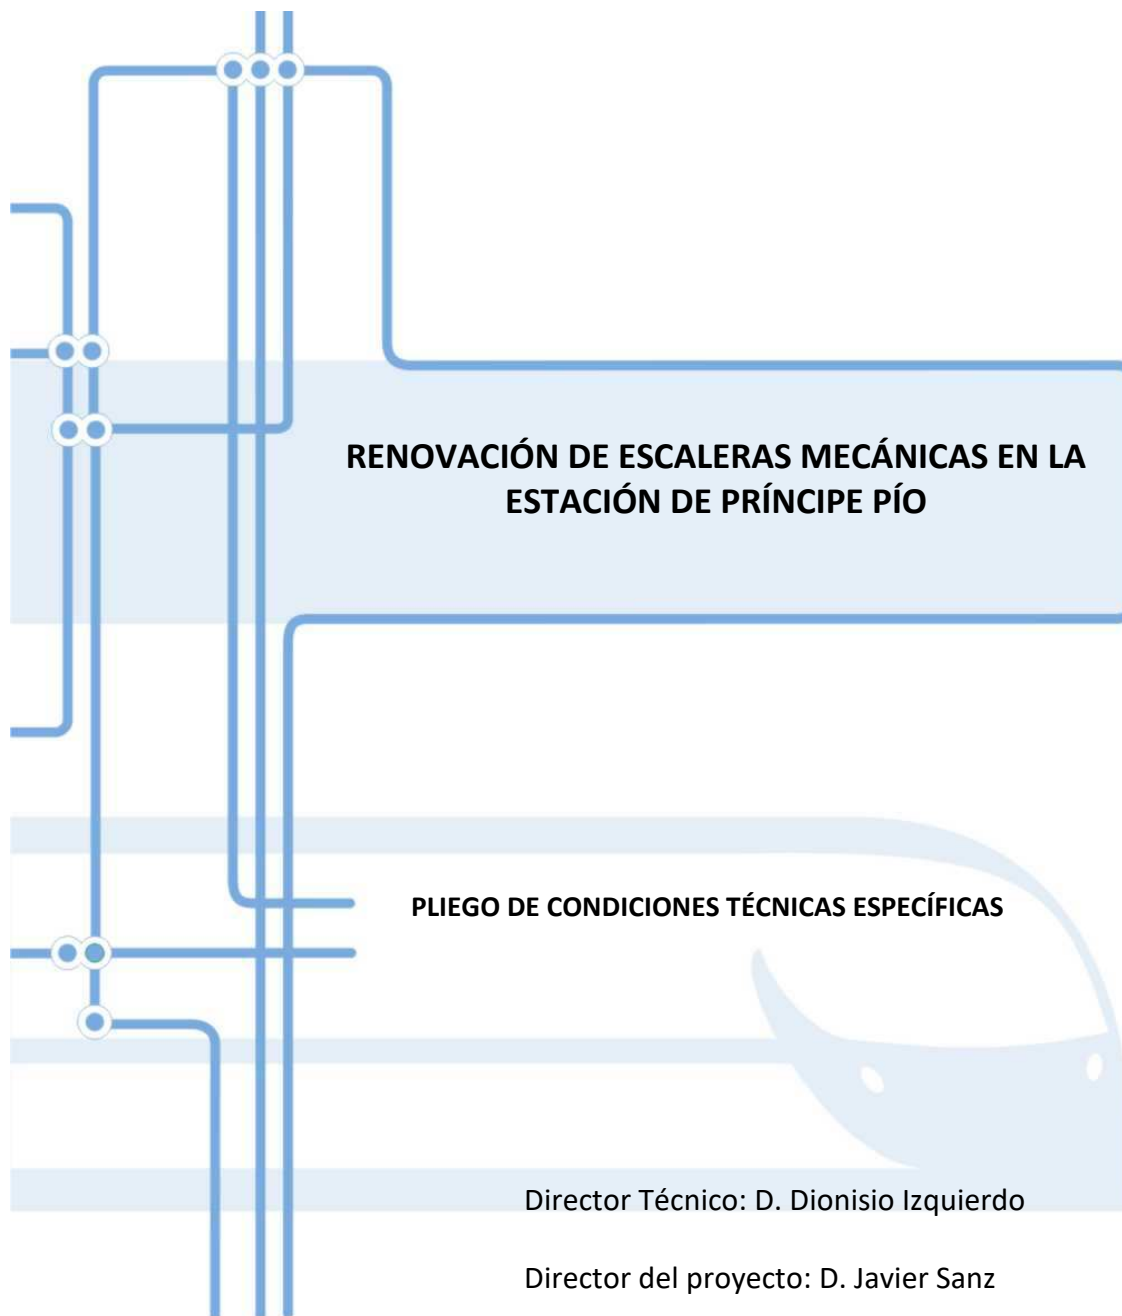 RENOVACIÓN DE ESCALERAS MECÁNICAS EN LA
ESTACIÓN DE PRÍNCIPE PÍO
PLIEGO DE CONDICIONES TÉCNICAS ESPECÍFICAS
Director Técnico: D. Dionisio Izquierdo
Director del proyecto: D. Javier Sanz